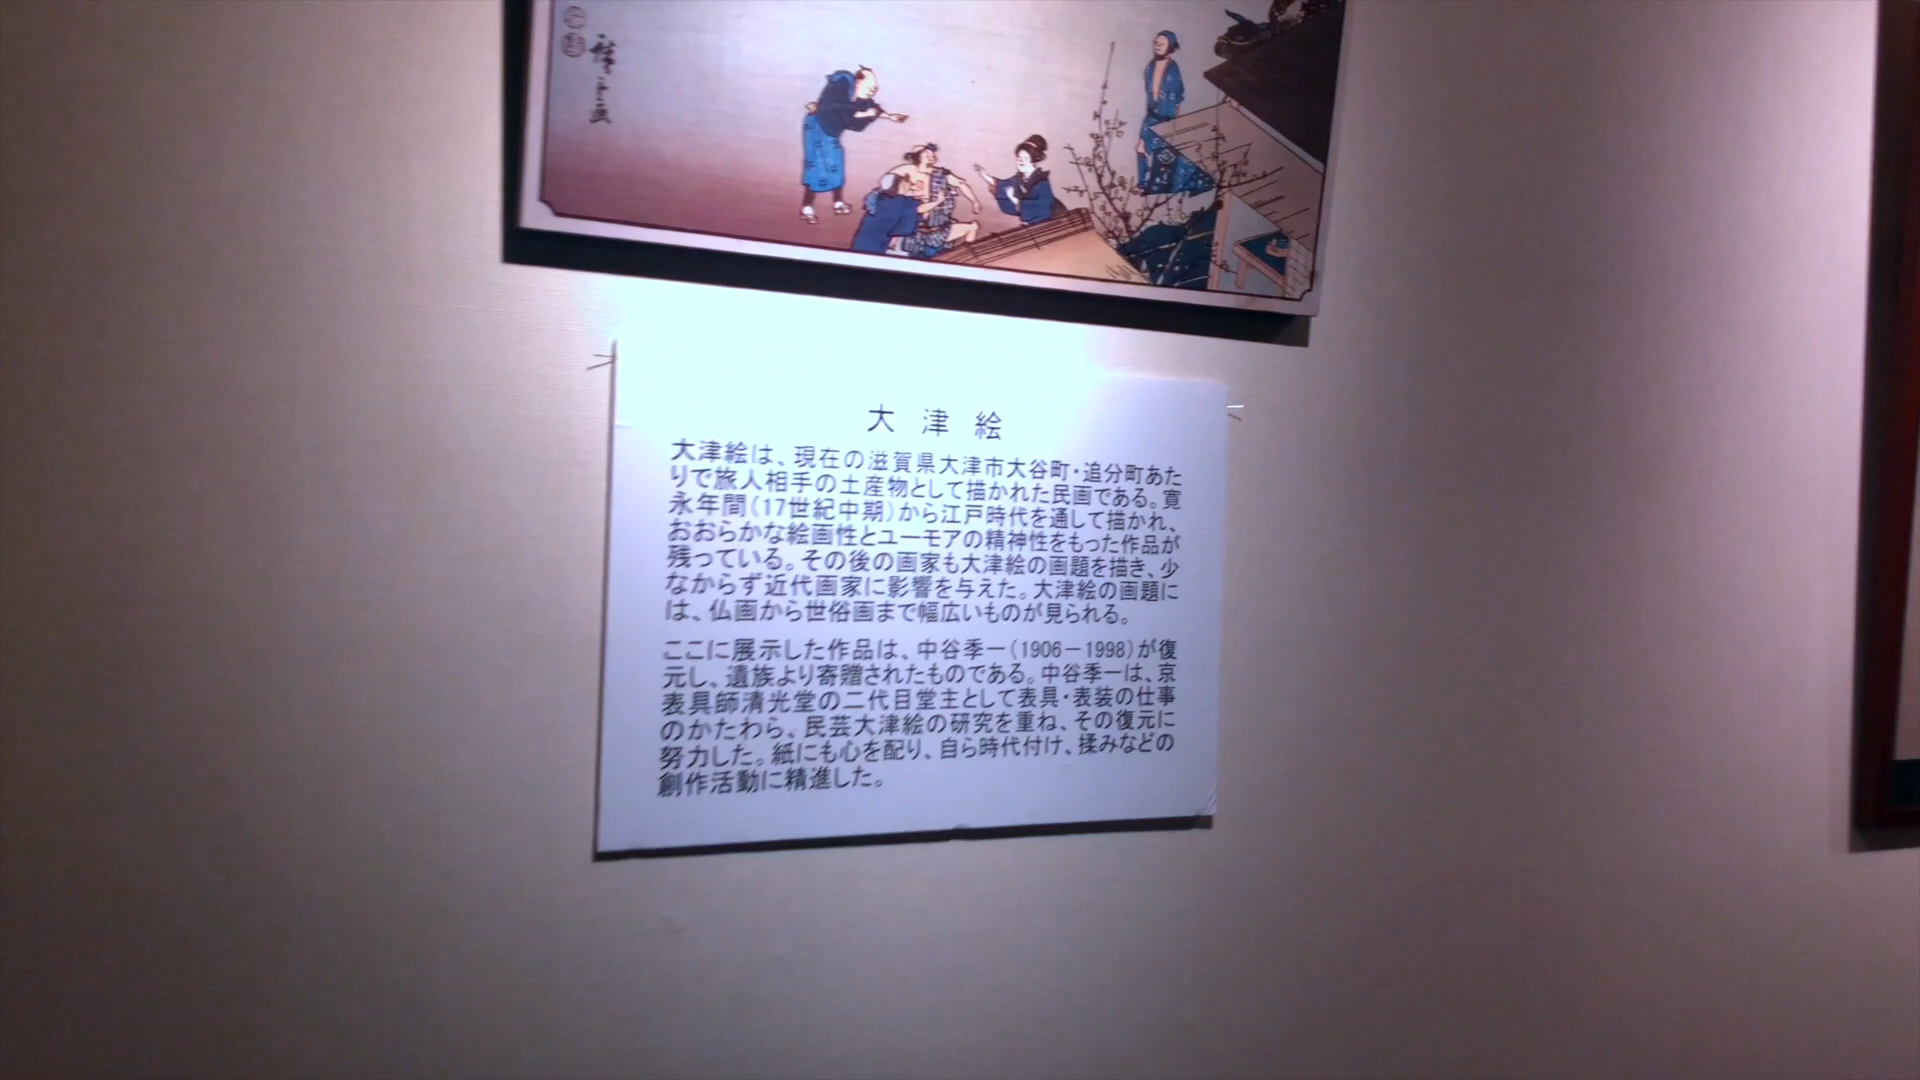 廣重画
大津絵
大津絵は、現在の滋賀県大津市大谷町・追分町あた
りで旅人相手の土産物として描かれた民画である。寛
永年間(17世紀中期)から江戸時代を通して描かれ、
おおらかな絵画性とユーモアの精神性をもった作品が
残っている。その後の画家も大津絵の画題を描き、少
なからず近代画家に影響を与えた。大津絵の画題に
は、仏画から世俗画まで幅広いものが見られる。
ここに展示した作品は、中谷季一(1906－1998)が復
元し、遺族より寄贈されたものである。中谷季一は、京
表具師清光堂の二代目堂主として表具・表装の仕事
のかたわら、民芸大津絵の研究を重ね、その復元に
努力した。紙にも心を配り、自ら時代付け、揉みなどの
創作活動に精進した。